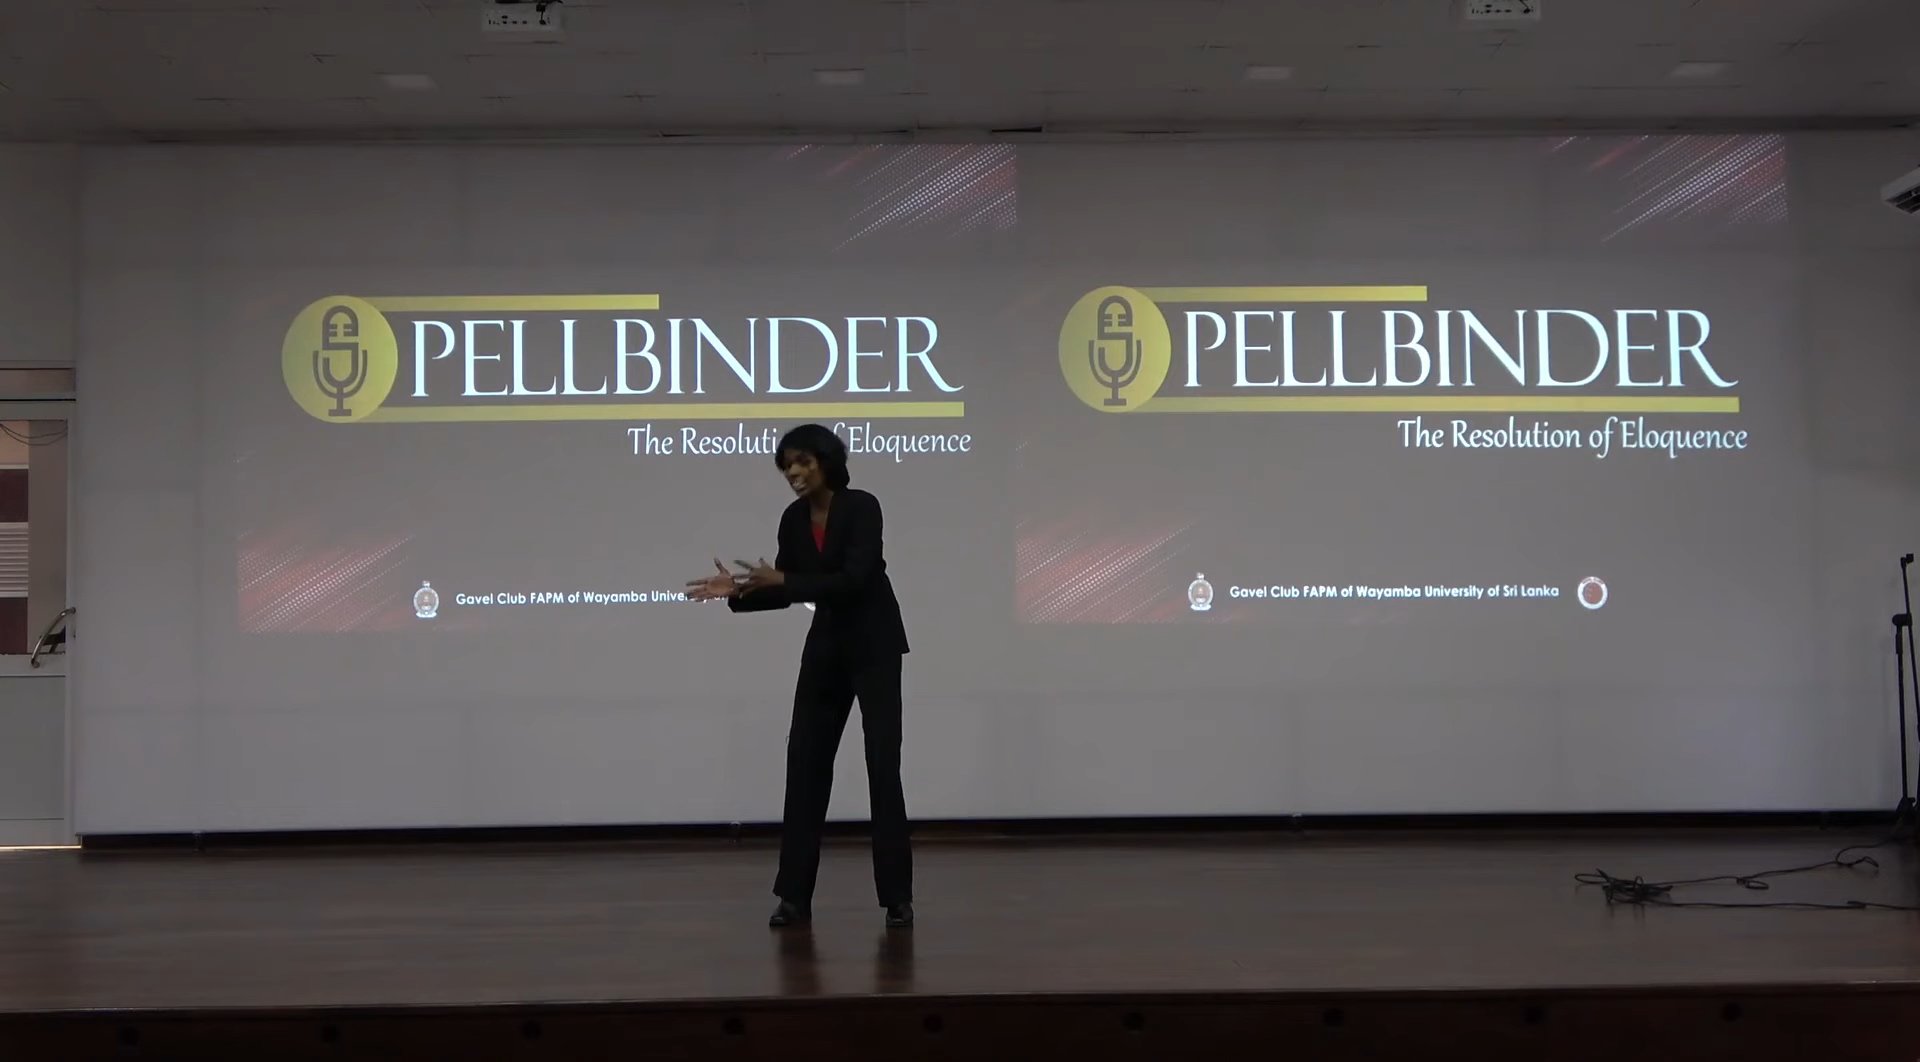 PELLBINDER
The Resoluti f Eloquence
Gavel Club FAPM of Wayamba Unive
PELLBINDER
The Resolution of Eloquence
Gavel Club FAPM of Wayamba University of Sri Lanka